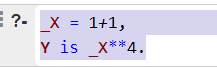 ?- _X = 1+1,
Y is _X**4.